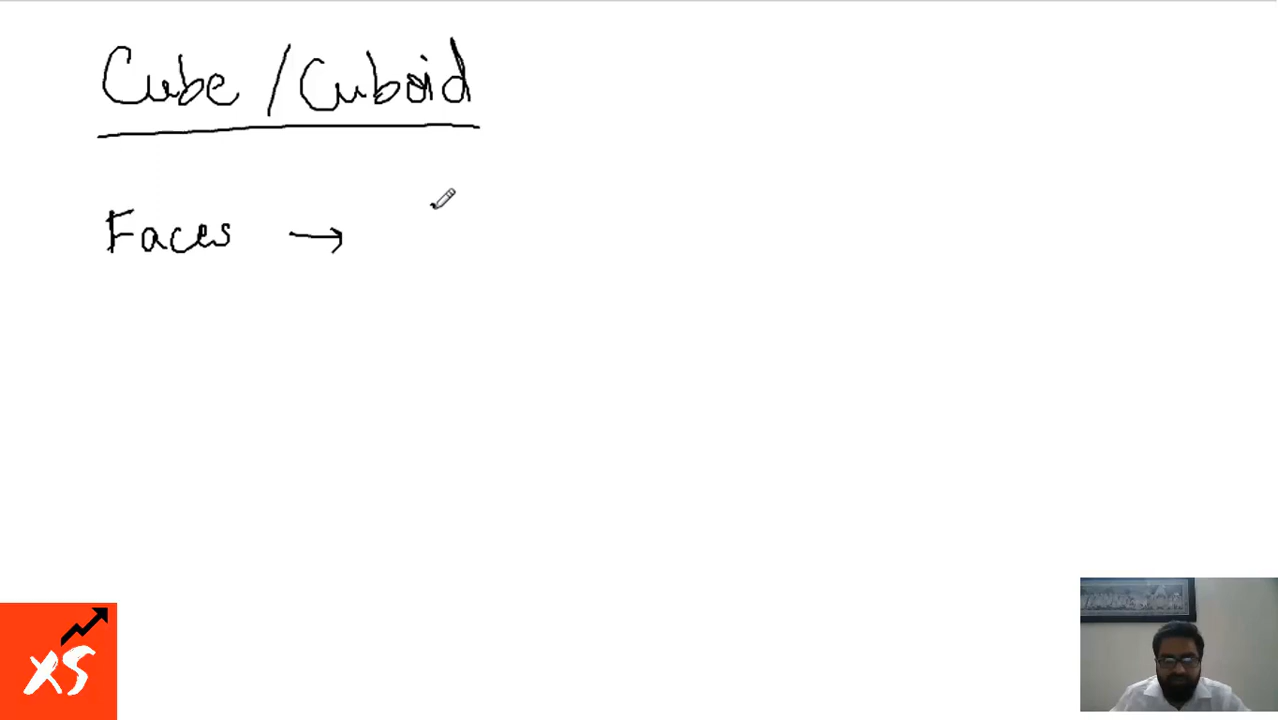 Cube / Cuboid
Faces →
XS